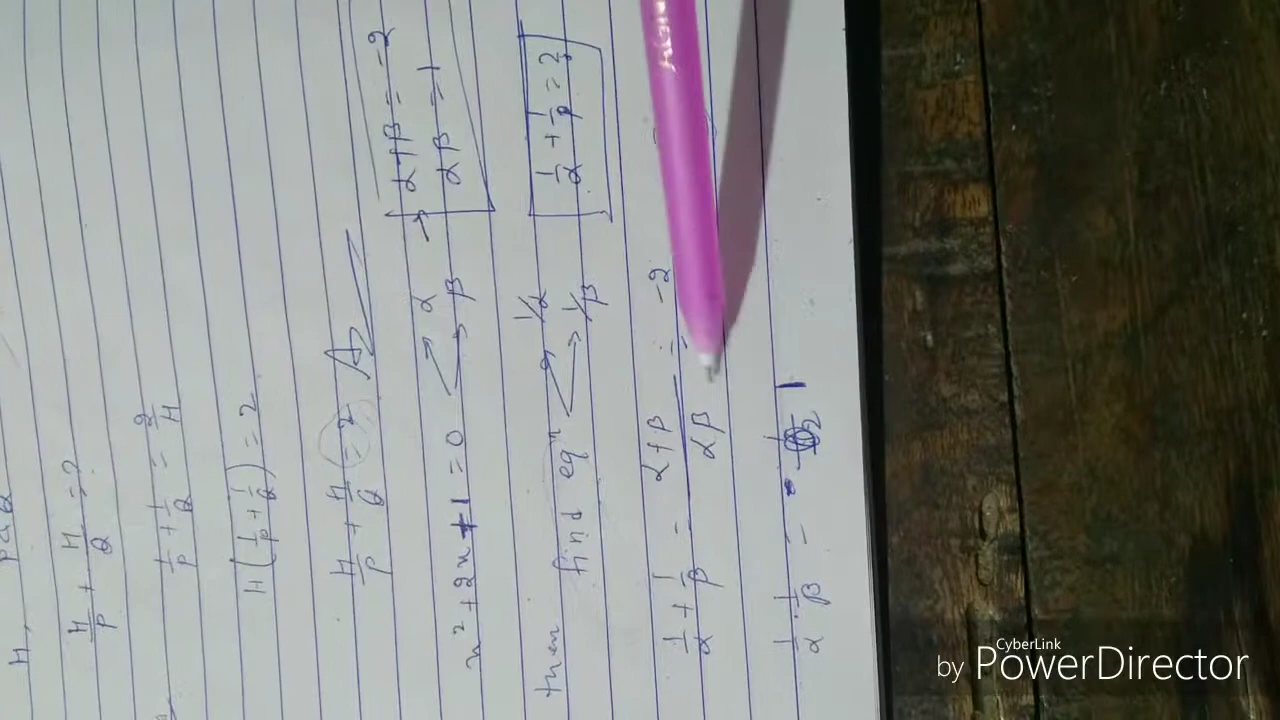 H,
H/P + H/Q = ?
1/P + 1/Q = 2/H
H(1/P + 1/Q) = 2
H/P + H/Q = 2 A
x² + 2x + 1 = 0 → α → α+β = -2
→ β αβ = 1
then find eqⁿ → 1/α
→ 1/β
1/α + 1/β = 2
1/α + 1/β = α+β/αβ = -2
1/α · 1/β = 1
by CyberLink PowerDirector